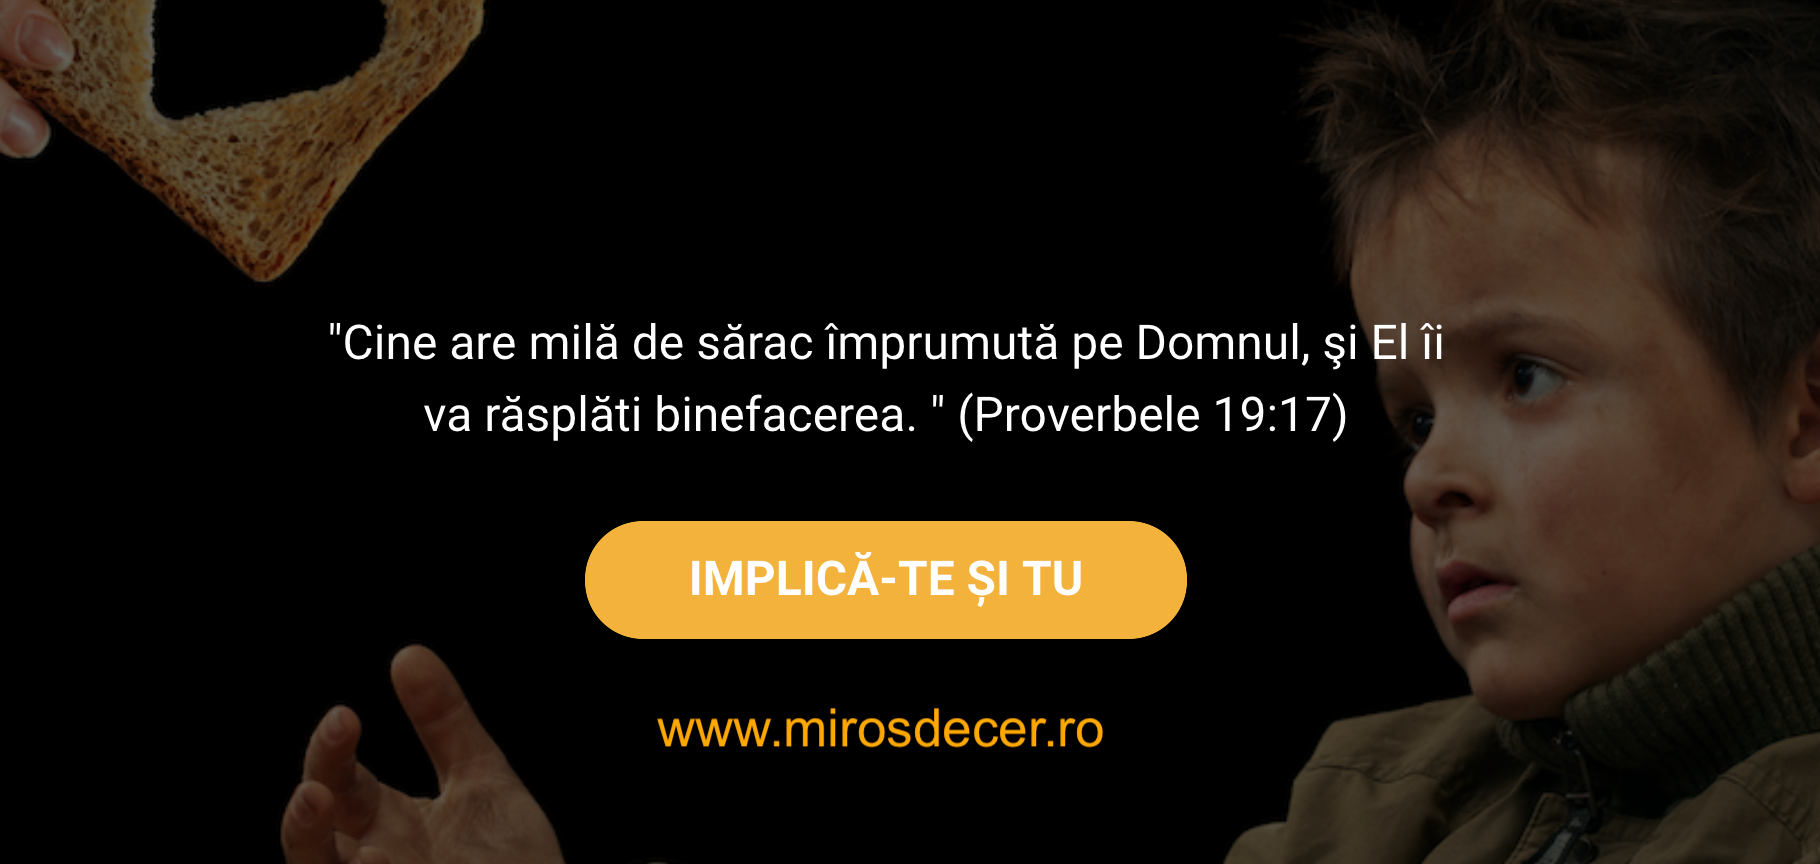 "Cine are milă de sărac împrumută pe Domnul, şi El îi
va răsplăti binefacerea. " (Proverbele 19:17)
IMPLICĂ-TE ȘI TU
www.mirosdecer.ro